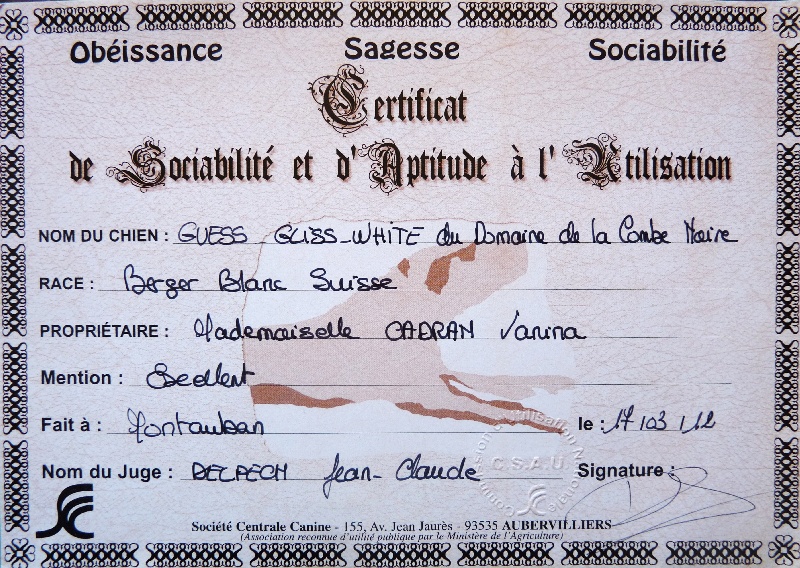 Obéissance Sagesse Sociabilité
Certificat
de Sociabilité et d'Aptitude à l'Utilisation
NOM DU CHIEN : GUESS-GLISS-WHITE du Domaine de la Combe Noire
RACE : Berger Blanc Suisse
PROPRIÉTAIRE : Mademoiselle CADRAN Vanina
Mention : Excellent
Fait à : Montauban le : 17/03/12
Nom du Juge : DELPECH Jean-Claude Signature :
C.S.A.U.
Société Centrale Canine - 155, Av. Jean Jaurès - 93535 AUBERVILLIERS
(Association reconnue d'utilité publique par le Ministère de l'Agriculture)